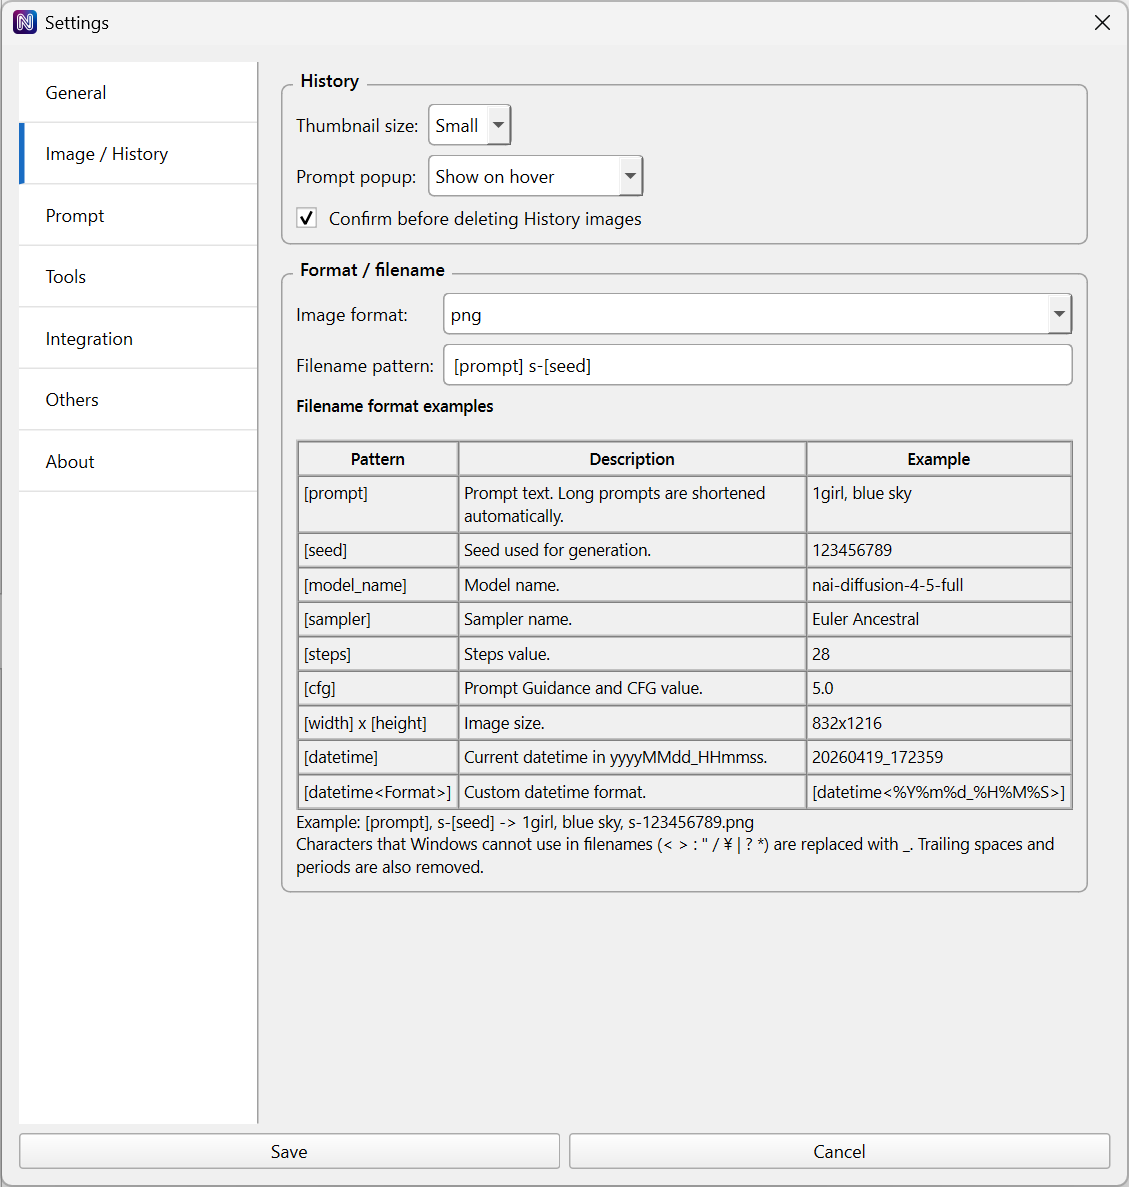 Settings
General
Image / History
Prompt
Tools
Integration
Others
About
History
Thumbnail size: Small
Prompt popup: Show on hover
Confirm before deleting History images
Format / filename
Image format: png
Filename pattern: [prompt] s-[seed]
Filename format examples
Pattern Description Example
[prompt] Prompt text. Long prompts are shortened automatically. 1girl, blue sky
[seed] Seed used for generation. 123456789
[model_name] Model name. nai-diffusion-4-5-full
[sampler] Sampler name. Euler Ancestral
[steps] Steps value. 28
[cfg] Prompt Guidance and CFG value. 5.0
[width] x [height] Image size. 832x1216
[datetime] Current datetime in yyyyMMdd_HHmmss. 20260419_172359
[datetime<Format>] Custom datetime format. [datetime<%Y%m%d_%H%M%S>]
Example: [prompt], s-[seed] -> 1girl, blue sky, s-123456789.png
Characters that Windows cannot use in filenames (< > : " / ¥ | ? *) are replaced with _. Trailing spaces and
periods are also removed.
Save Cancel